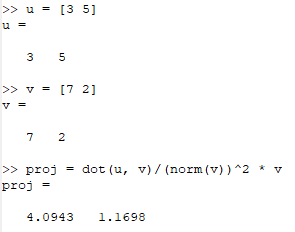 >> u = [3 5]
u =
3 5
>> v = [7 2]
v =
7 2
>> proj = dot(u, v)/(norm(v))^2 * v
proj =
4.0943 1.1698